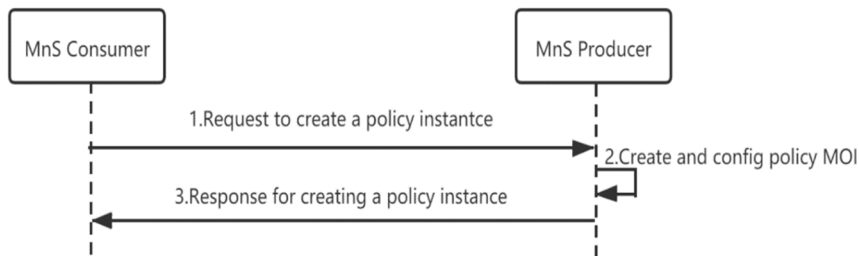 MnS Consumer
MnS Producer
1.Request to create a policy instantce
2.Create and config policy MOI
3.Response for creating a policy instance